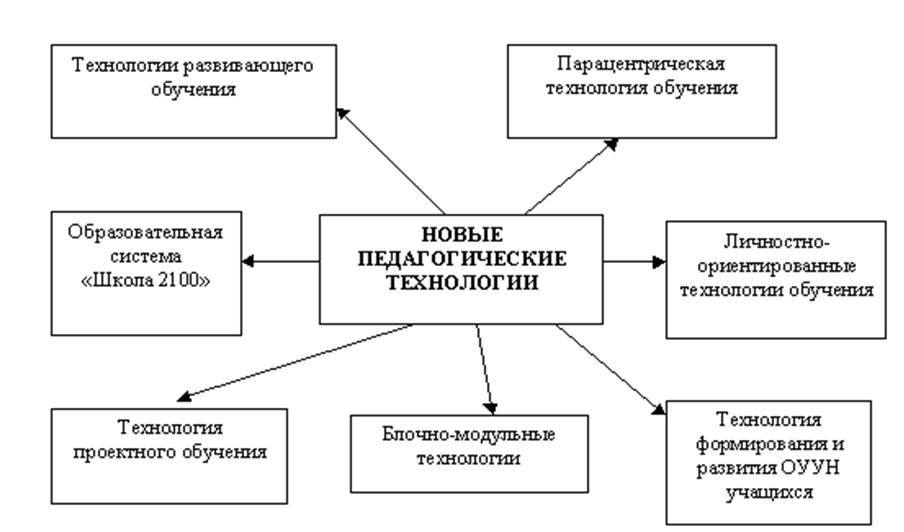 Технологии развивающего
обучения
Парацентрическая
технология обучения
Образовательная
система
«Школа 2100»
НОВЫЕ
ПЕДАГОГИЧЕСКИЕ
ТЕХНОЛОГИИ
Личностно-
ориентированные
технологии обучения
Технология
проектного обучения
Блочно-модульные
технологии
Технология
формирования и
развития ОУУН
учащихся